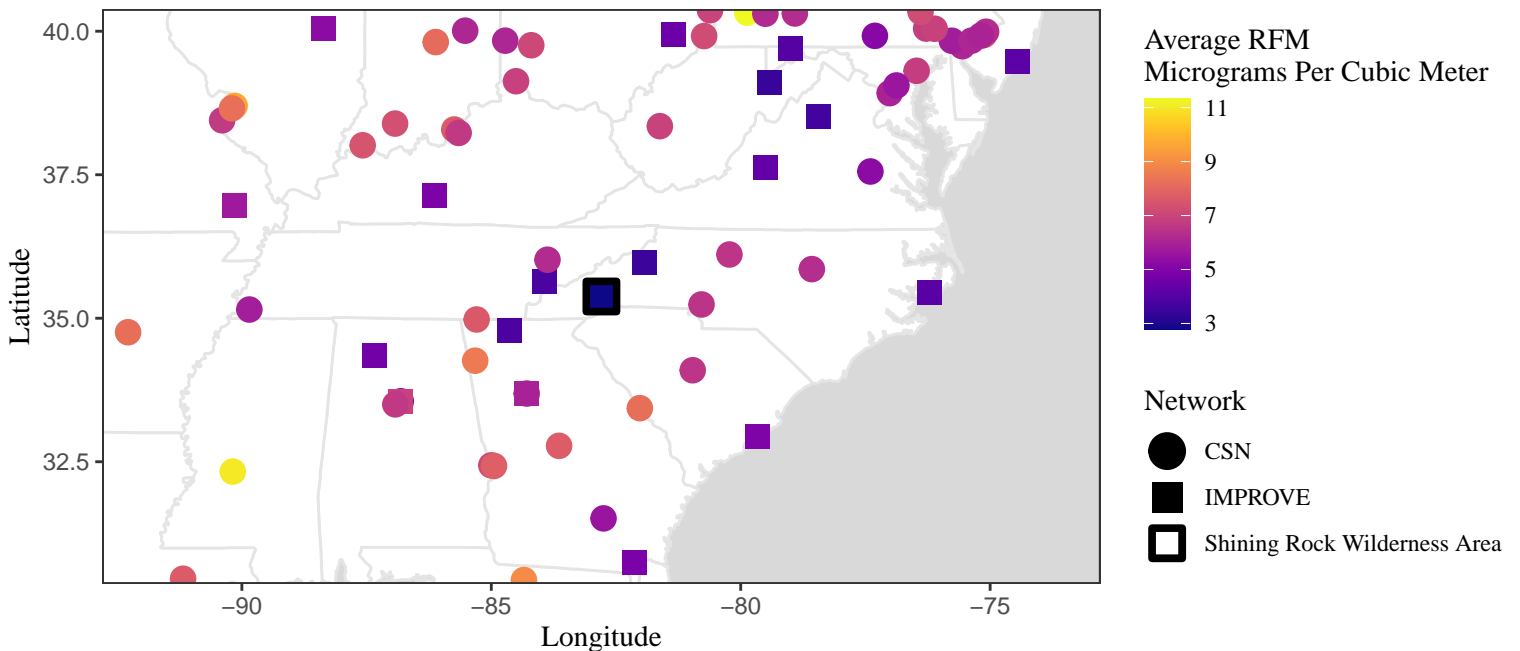 40.0
37.5
35.0
32.5
Latitude
−90
−85
−80
−75
Longitude
Average RFM
Micrograms Per Cubic Meter
11
9
7
5
3
Network
CSN
IMPROVE
Shining Rock Wilderness Area